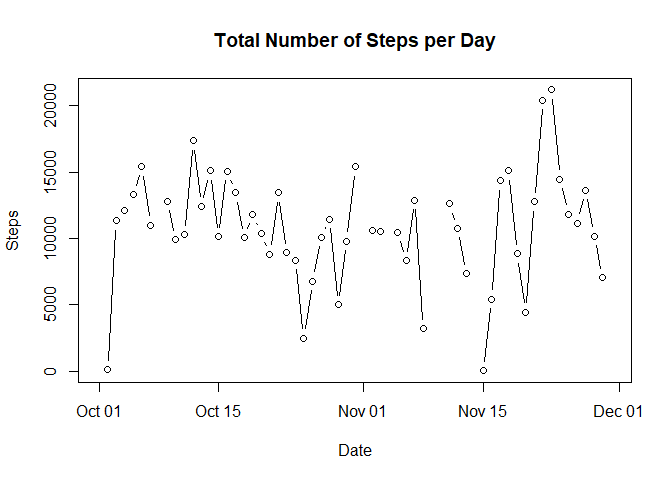 Total Number of Steps per Day
Steps
20000
15000
10000
5000
0
Oct 01 Oct 15 Nov 01 Nov 15 Dec 01
Date